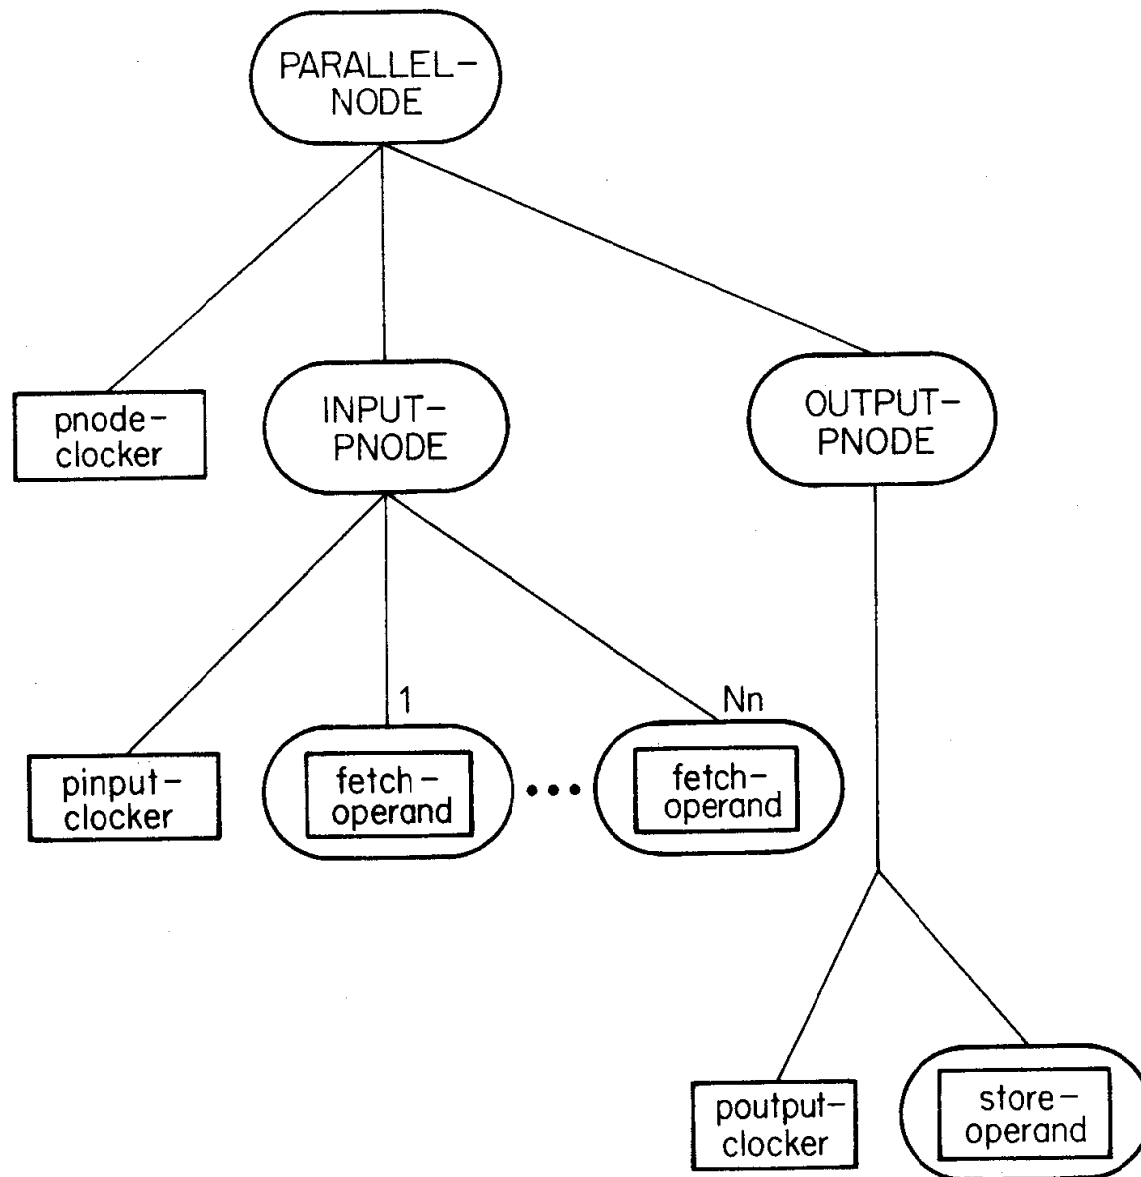 PARALLEL-
NODE
pnode-
clocker
INPUT-
PNODE
OUTPUT-
PNODE
1
Nn
pinput-
clocker
fetch-
operand
•••
fetch-
operand
poutput-
clocker
store-
operand